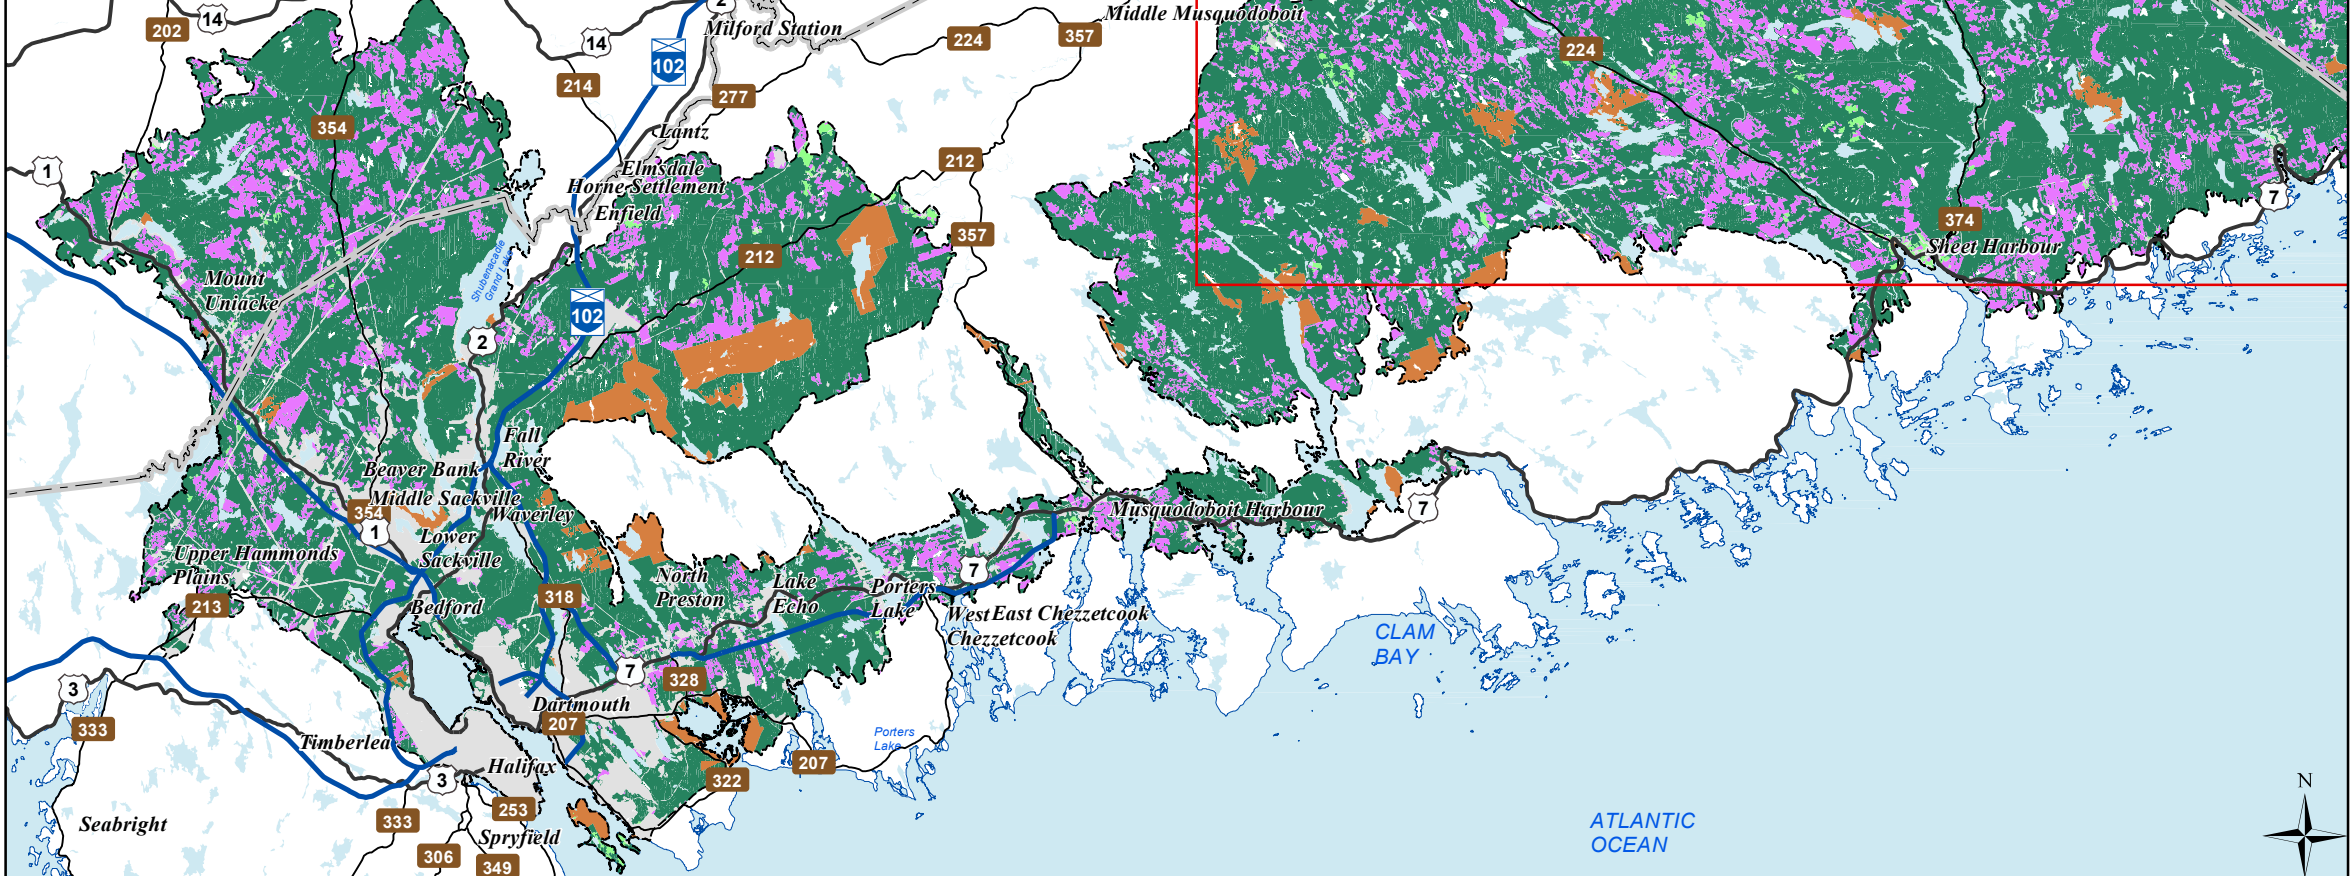 2
Middle Musquodoboit
14
202
Milford Station
357
224
14
224
102
214
277
354
Lantz
212
1
Elmsdale
Horne Settlement
Enfield
7
374
357
Sheet Harbour
212
Shubenacadie
Grand Lake
Mount
Uniacke
102
2
Fall
River
Beaver Bank
Middle Sackville
354
Waverley
Musquodoboit Harbour
7
1
Lower
Sackville
Upper Hammonds
Plains
7
North
Preston
Lake
Echo
Porters
Lake
318
213
Bedford
West
East Chezzetcook
Chezzetcook
CLAM
BAY
7
328
3
Dartmouth
207
333
Timberlea
Porters
Lake
207
Halifax
322
3
N
253
333
Seabright
Spryfield
ATLANTIC
OCEAN
306
349